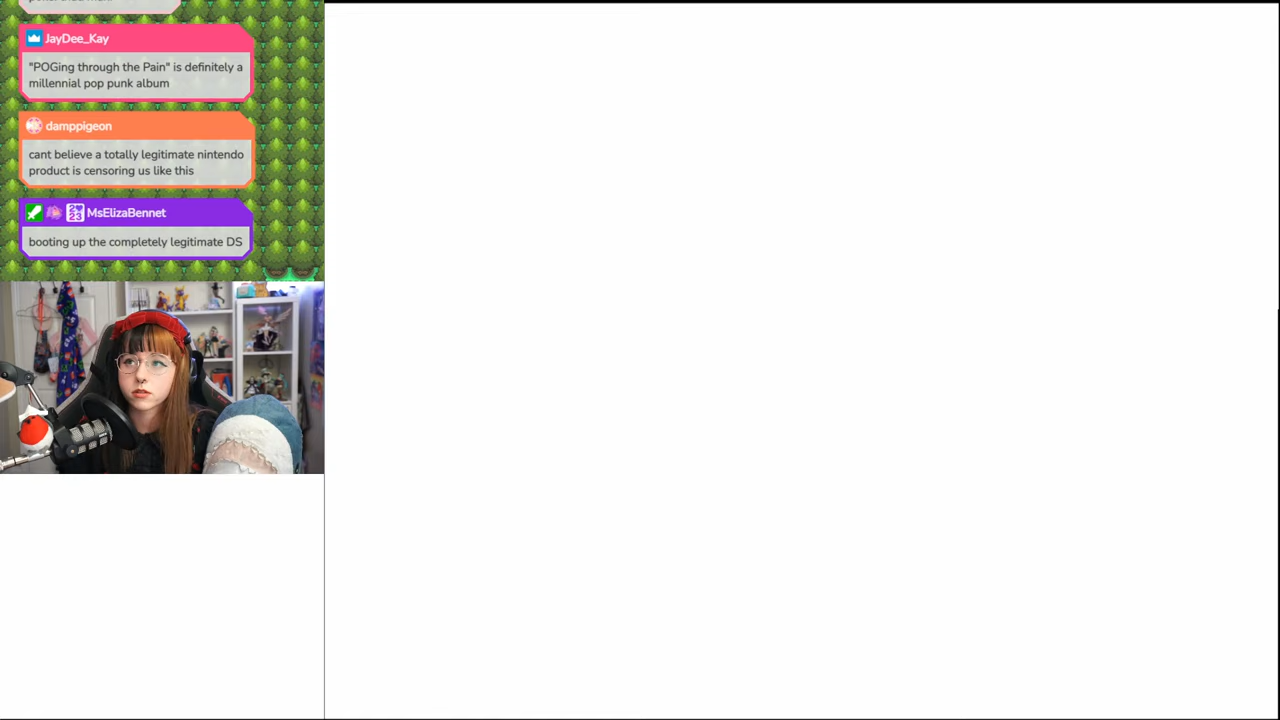 JayDee_Kay
"POGing through the Pain" is definitely a
millennial pop punk album
damppigeon
cant believe a totally legitimate nintendo
product is censoring us like this
MsElizaBennet
booting up the completely legitimate DS